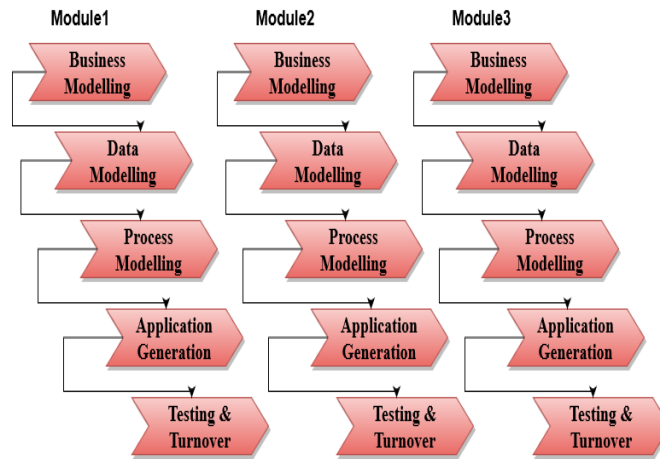 Module1
Business
Modelling
Data
Modelling
Process
Modelling
Application
Generation
Testing &
Turnover
Module2
Business
Modelling
Data
Modelling
Process
Modelling
Application
Generation
Testing &
Turnover
Module3
Business
Modelling
Data
Modelling
Process
Modelling
Application
Generation
Testing &
Turnover